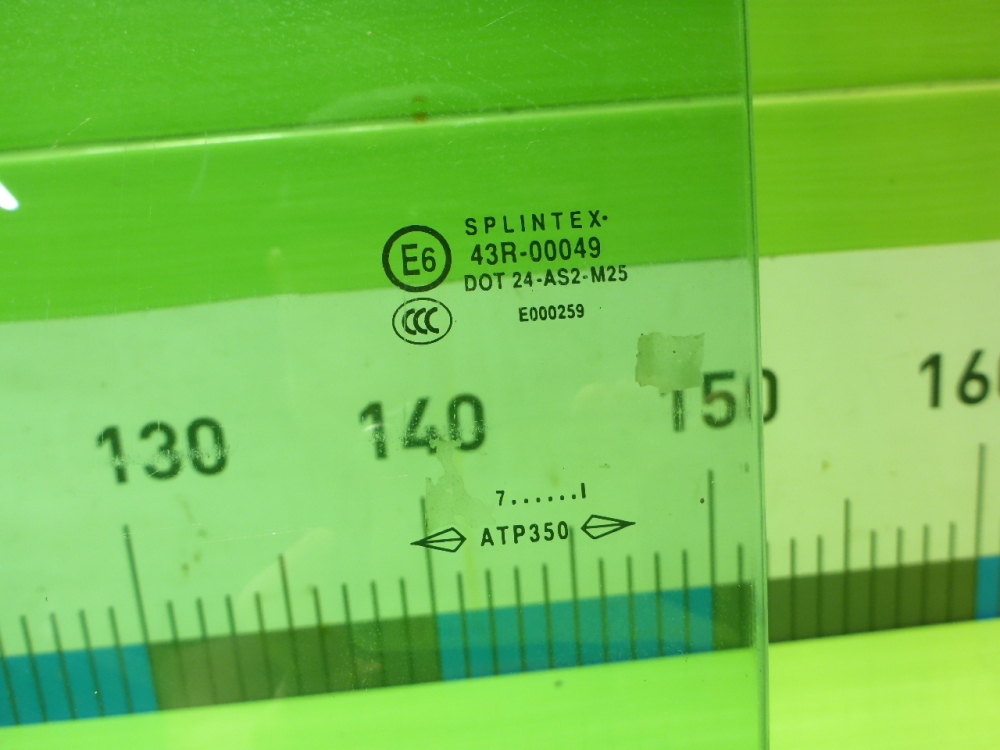 SPLINTEX·
E6
43R-00049
DOT 24-AS2-M25
CCC
E000259
130 140 150 160
7......I
ATP350